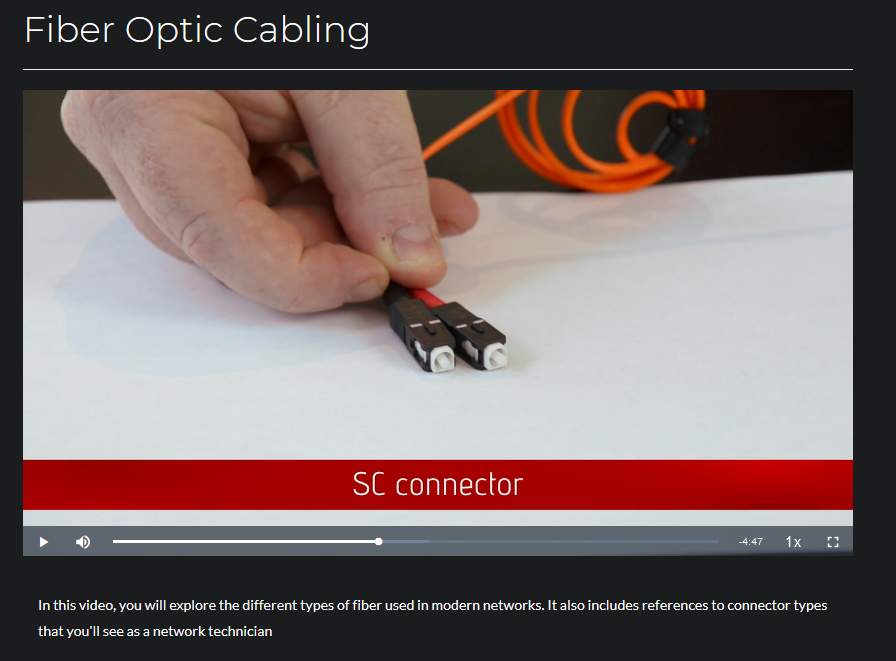 Fiber Optic Cabling
SC connector
-4:47
1x
In this video, you will explore the different types of fiber used in modern networks. It also includes references to connector types
that you'll see as a network technician